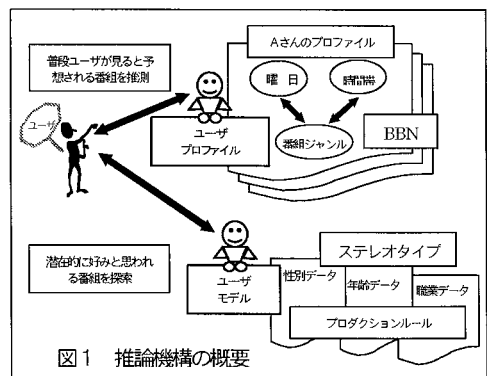 普段ユーザが見ると予
想される番組を推測
Aさんのプロファイル
曜 日
時間帯
番組ジャンル
BBN
ユーザ
ユーザ
プロファイル
潜在的に好みと思われ
る番組を探索
ユーザ
モデル
ステレオタイプ
性別データ
年齢データ
職業データ
プロダクションルール
図1 推論機構の概要